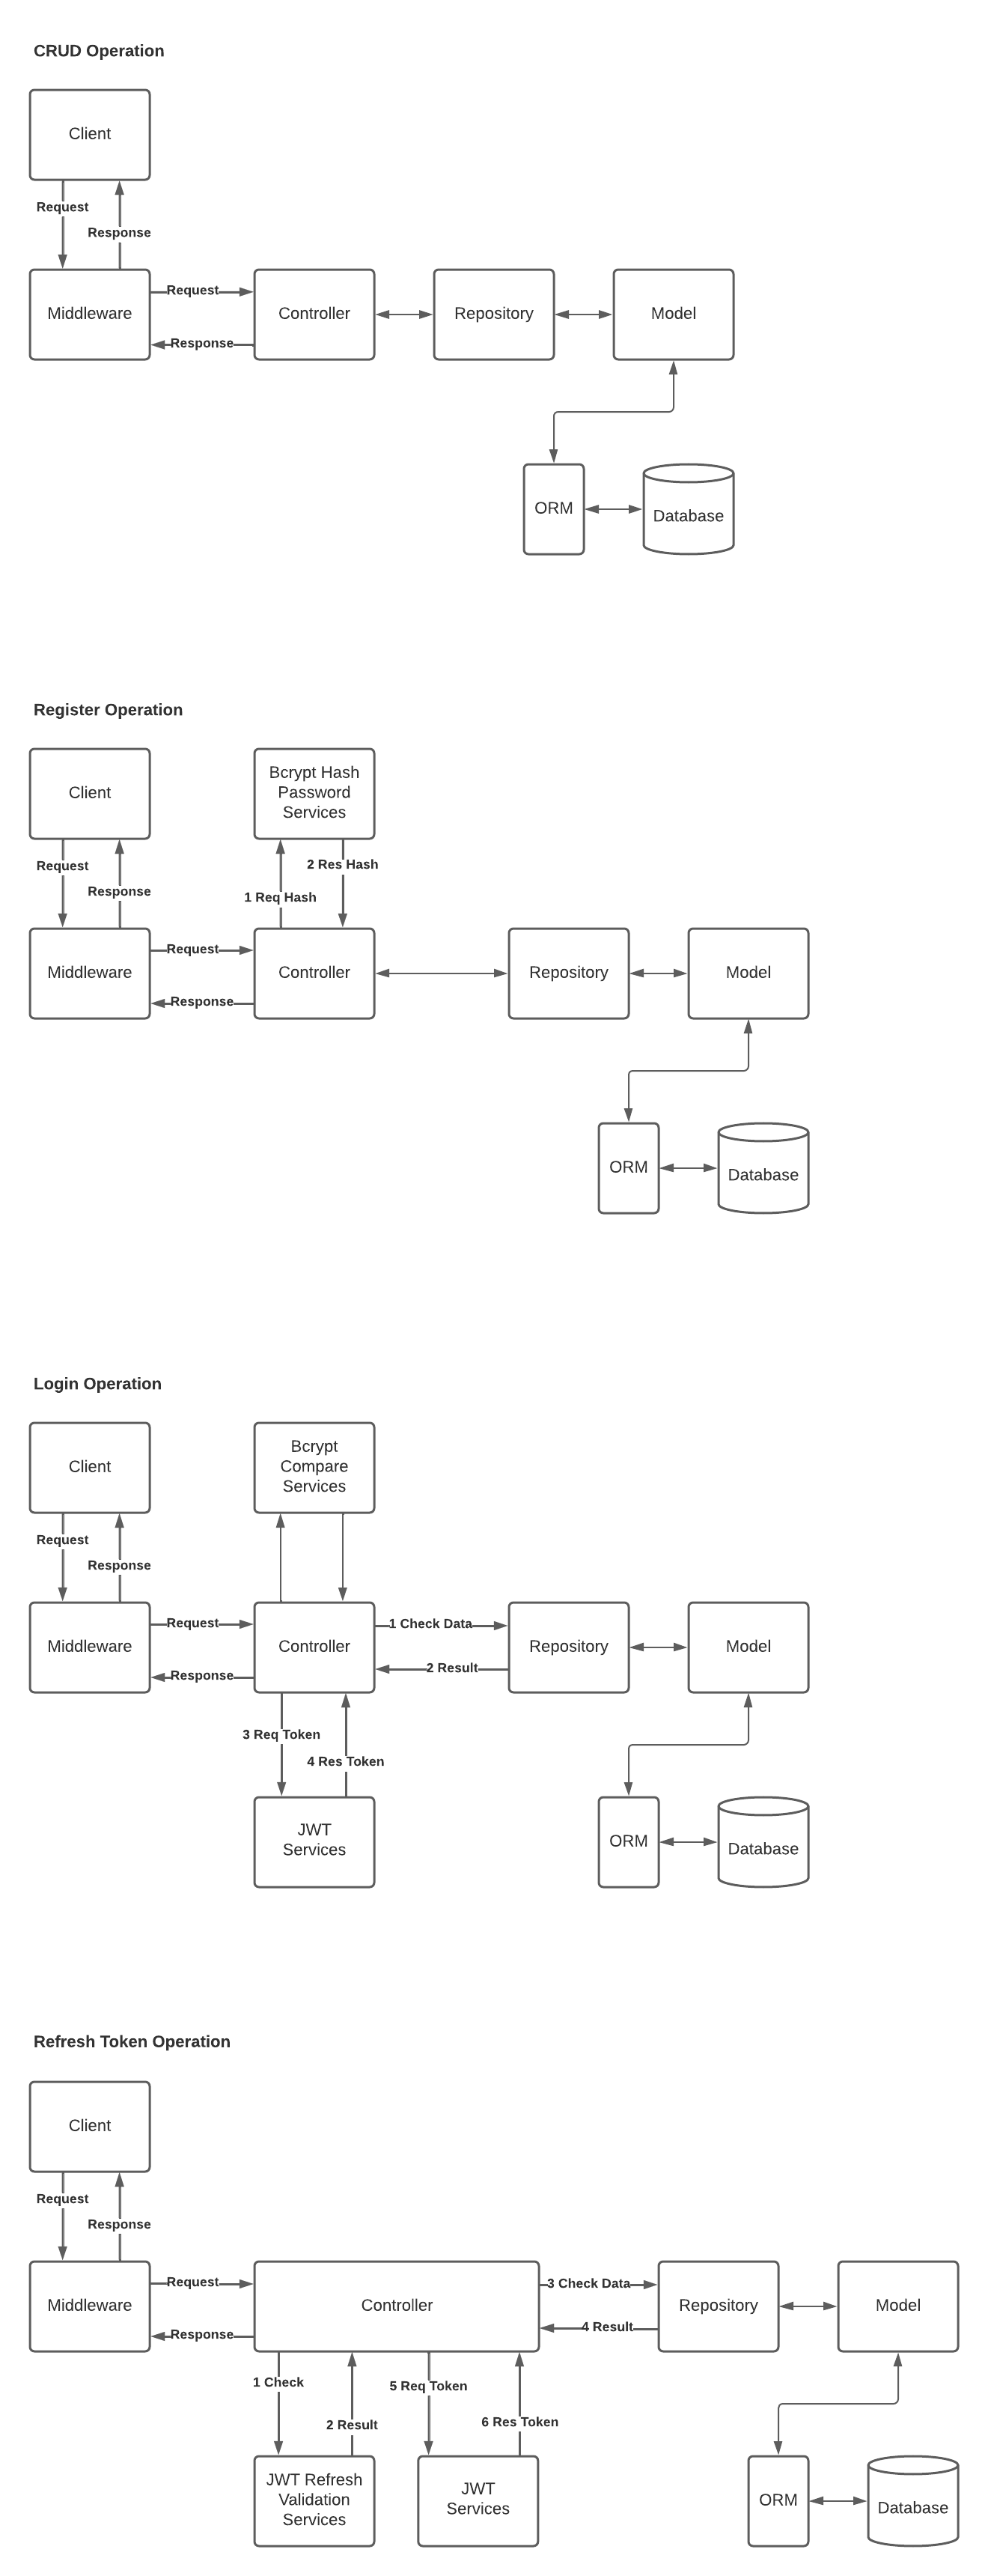 CRUD Operation
Client
Request
Response
Middleware
Request
Response
Controller
Repository
Model
ORM
Database
Register Operation
Client
Bcrypt Hash
Password
Services
Request
Response
1 Req Hash
2 Res Hash
Middleware
Request
Response
Controller
Repository
Model
ORM
Database
Login Operation
Client
Bcrypt
Compare
Services
Request
Response
Middleware
Request
Response
Controller
1 Check Data
2 Result
Repository
Model
3 Req Token
4 Res Token
JWT
Services
ORM
Database
Refresh Token Operation
Client
Request
Response
Middleware
Request
Response
Controller
3 Check Data
4 Result
Repository
Model
1 Check
2 Result
5 Req Token
6 Res Token
JWT Refresh
Validation
Services
JWT
Services
ORM
Database